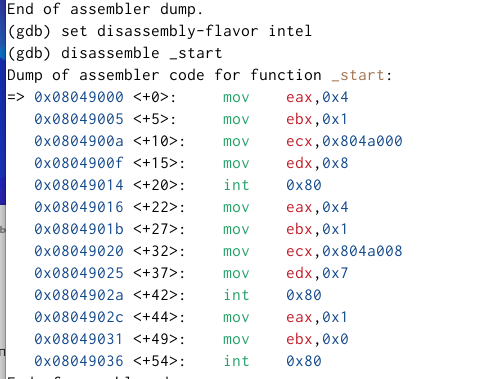 End of assembler dump.
(gdb) set disassembly-flavor intel
(gdb) disassemble _start
Dump of assembler code for function _start:
=> 0x08049000 <+0>:     mov    eax,0x4
   0x08049005 <+5>:     mov    ebx,0x1
   0x0804900a <+10>:    mov    ecx,0x804a000
   0x0804900f <+15>:    mov    edx,0x8
   0x08049014 <+20>:    int    0x80
   0x08049016 <+22>:    mov    eax,0x4
   0x0804901b <+27>:    mov    ebx,0x1
   0x08049020 <+32>:    mov    ecx,0x804a008
   0x08049025 <+37>:    mov    edx,0x7
   0x0804902a <+42>:    int    0x80
   0x0804902c <+44>:    mov    eax,0x1
   0x08049031 <+49>:    mov    ebx,0x0
   0x08049036 <+54>:    int    0x80